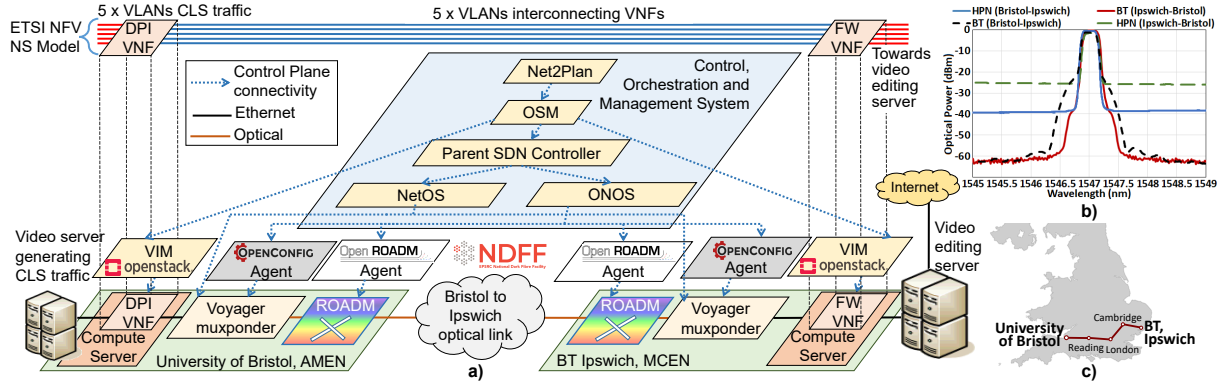 5 x VLANs CLS traffic
5 x VLANs interconnecting VNFs
ETSI NFV
NS Model
DPI
VNF
FW
VNF
Towards
video
editing
server
Control Plane
connectivity
Ethernet
Optical
Control,
Orchestration and
Management System
Net2Plan
OSM
Parent SDN Controller
NetOS
ONOS
Internet
Video server
generating
CLS traffic
VIM
openstack
OPENCONFIG
Agent
Open ROADM
Agent
NDFF
Open ROADM
Agent
OPENCONFIG
Agent
VIM
openstack
Video
editing
server
DPI
VNF
Compute
Server
Voyager
muxponder
ROADM
University of Bristol, AMEN
Bristol to
Ipswich
optical link
ROADM
Voyager
muxponder
FW
VNF
Compute
Server
BT Ipswich, MCEN
a)
HPN (Bristol-Ipswich)
BT (Ipswich-Bristol)
BT (Bristol-Ipswich)
HPN (Ipswich-Bristol)
Optical Power (dBm)
0
-10
-20
-30
-40
-50
-60
1545 1545.5 1546 1546.5 1547 1547.5 1548 1548.5 1549
Wavelength (nm)
b)
University
of Bristol
Reading
London
Cambridge
BT,
Ipswich
c)